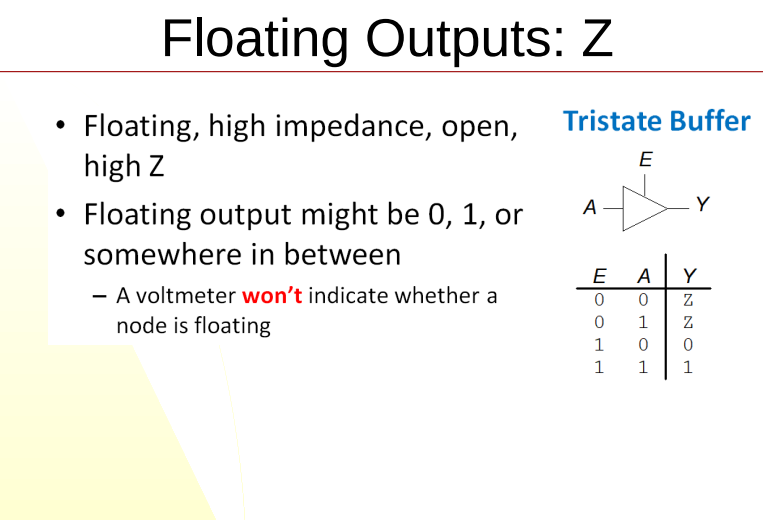 Floating Outputs: Z
• Floating, high impedance, open,
high Z
• Floating output might be 0, 1, or
somewhere in between
– A voltmeter won't indicate whether a
node is floating
Tristate Buffer
E
A Y
E A Y
0 0 Z
0 1 Z
1 0 0
1 1 1